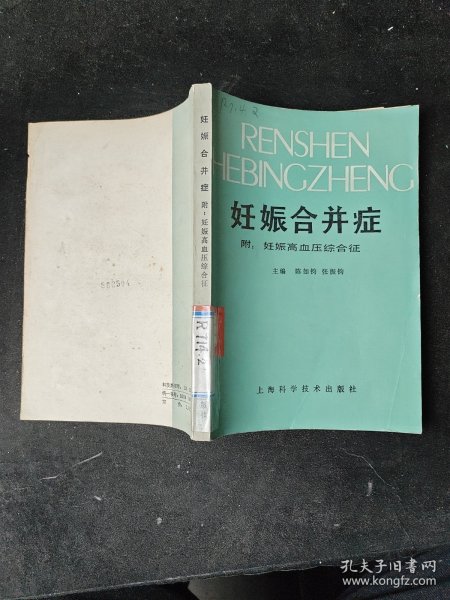 RENSHEN
HEBINGZHENG
妊娠合并症
附：妊娠高血压综合征
主编 陈如钧 张振钧
上海科学技术出版社
妊娠合并症
附：妊娠高血压综合征
R714.2
孔夫子旧书网
www.kongfz.com